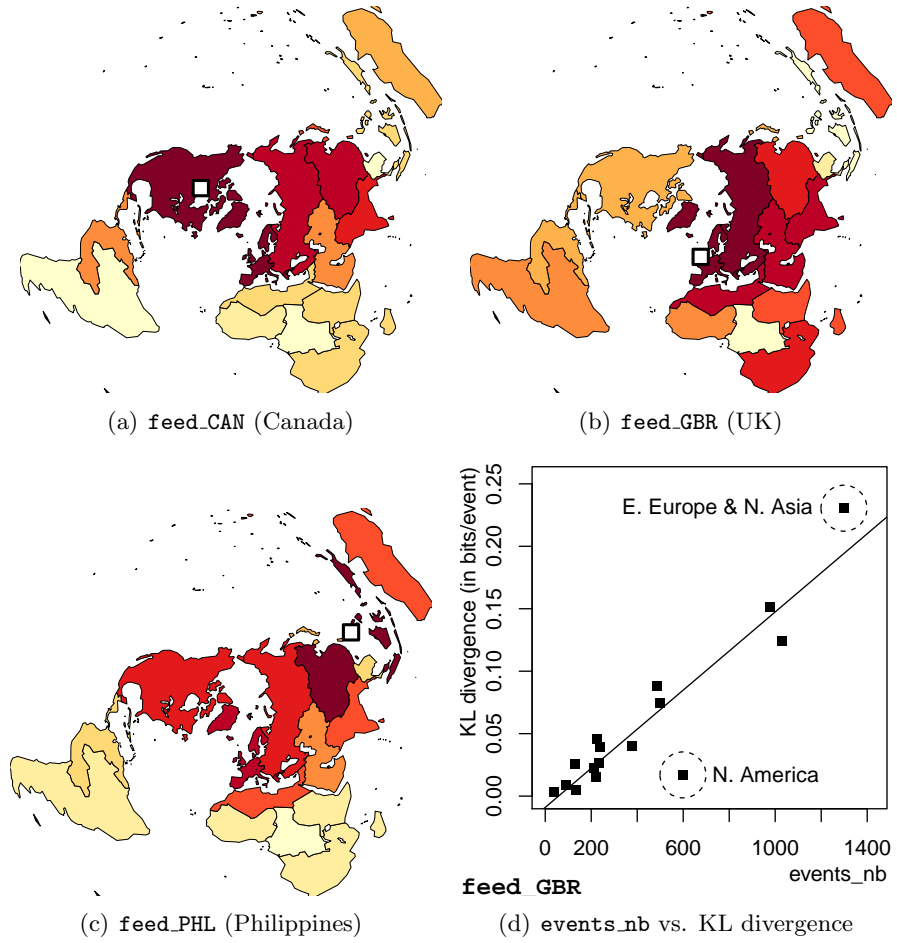 (a) feed_CAN (Canada)
(b) feed_GBR (UK)
(c) feed_PHL (Philippines)
KL divergence (in bits/event)
0.25
0.20
0.15
0.10
0.05
0.00
E. Europe & N. Asia
N. America
0 200 600 1000 1400
events_nb
feed_GBR
(d) events_nb vs. KL divergence